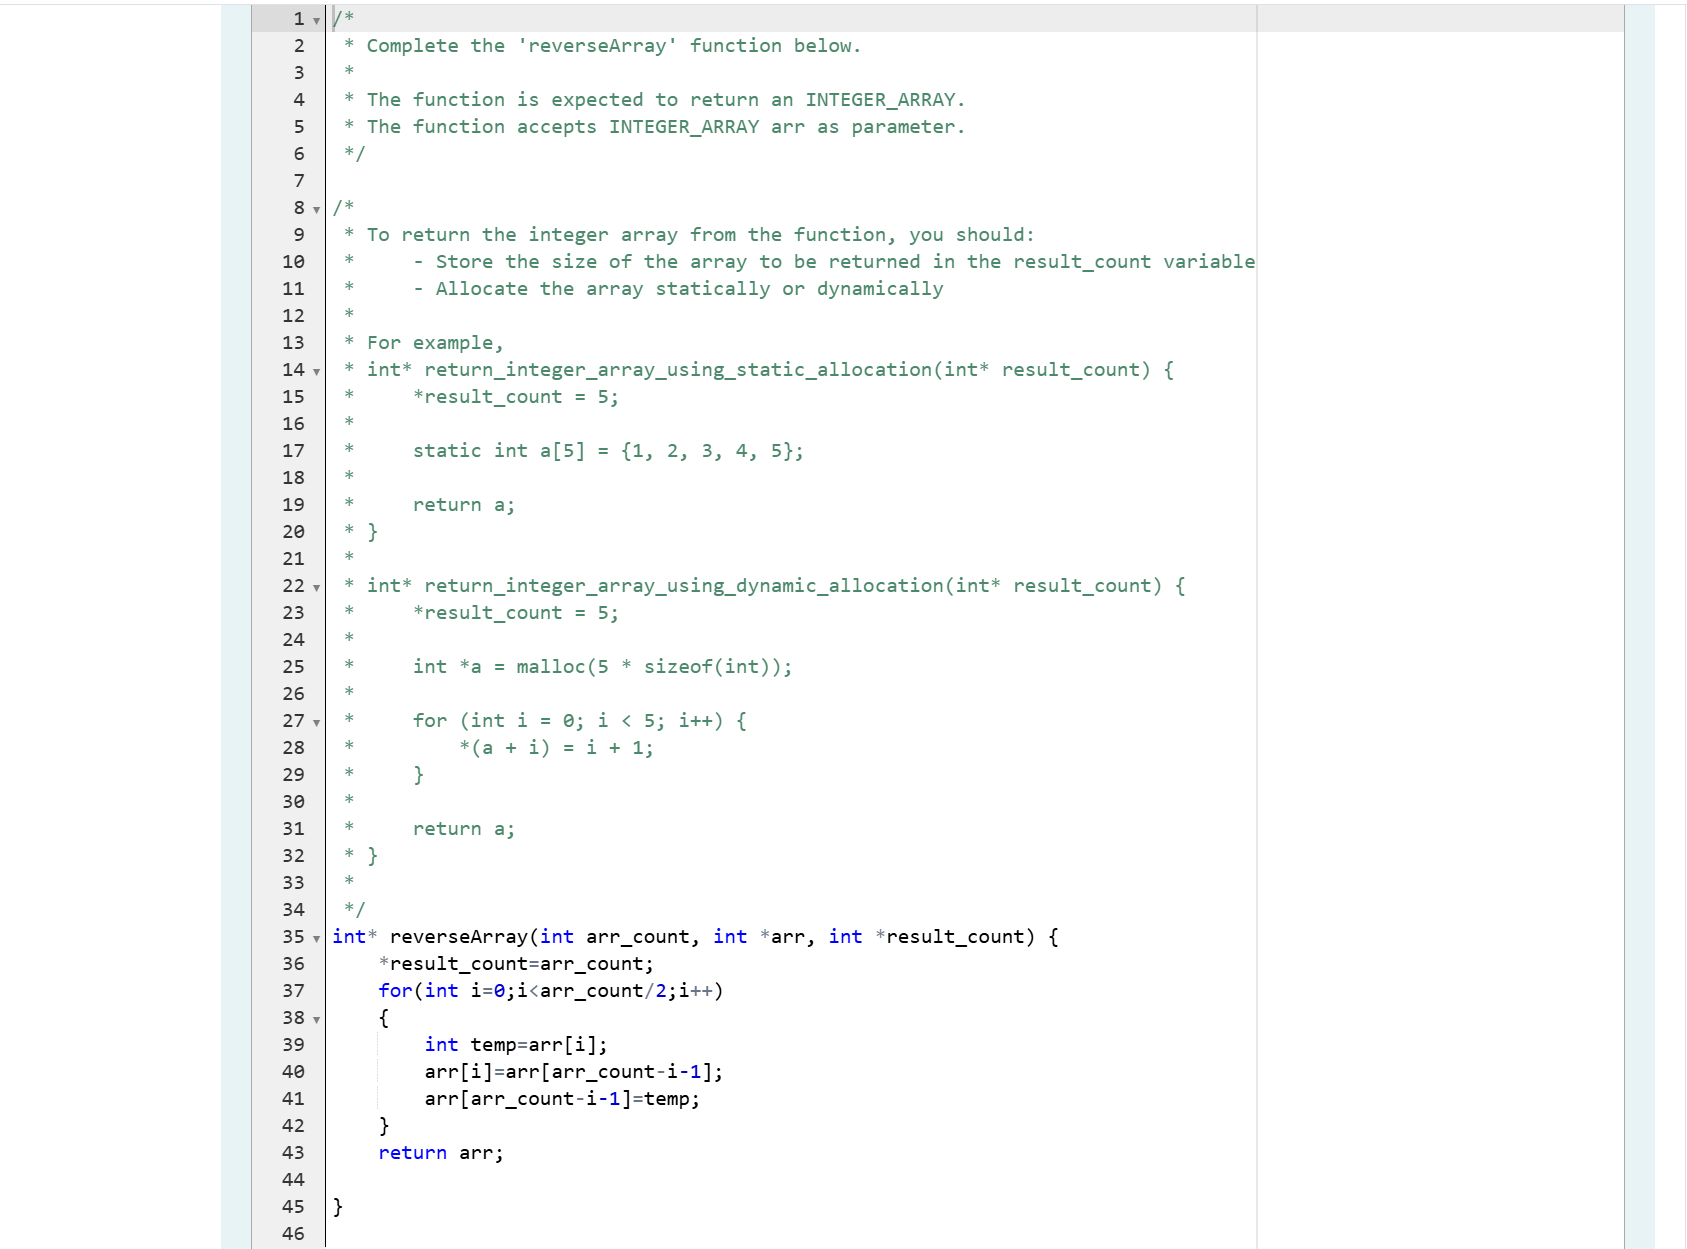 1 /*
2  * Complete the 'reverseArray' function below.
3  *
4  * The function is expected to return an INTEGER_ARRAY.
5  * The function accepts INTEGER_ARRAY arr as parameter.
6  */
7
8 /*
9  * To return the integer array from the function, you should:
10  *     - Store the size of the array to be returned in the result_count variable
11  *     - Allocate the array statically or dynamically
12  *
13  * For example,
14  * int* return_integer_array_using_static_allocation(int* result_count) {
15  *     *result_count = 5;
16  *
17  *     static int a[5] = {1, 2, 3, 4, 5};
18  *
19  *     return a;
20  * }
21  *
22  * int* return_integer_array_using_dynamic_allocation(int* result_count) {
23  *     *result_count = 5;
24  *
25  *     int *a = malloc(5 * sizeof(int));
26  *
27  *     for (int i = 0; i < 5; i++) {
28  *         *(a + i) = i + 1;
29  *     }
30  *
31  *     return a;
32  * }
33  *
34  */
35 int* reverseArray(int arr_count, int *arr, int *result_count) {
36     *result_count=arr_count;
37     for(int i=0;i<arr_count/2;i++)
38     {
39         int temp=arr[i];
40         arr[i]=arr[arr_count-i-1];
41         arr[arr_count-i-1]=temp;
42     }
43     return arr;
44
45 }
46